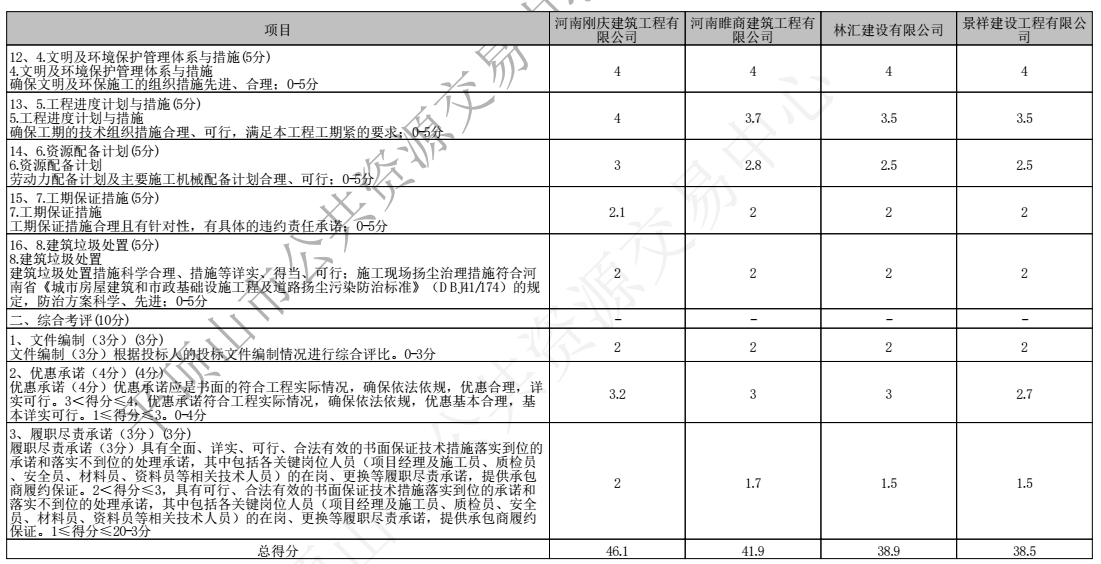 项目 河南刚庆建筑工程有限公司 河南睢商建筑工程有限公司 林汇建设有限公司 景祥建设工程有限公司
12、4.文明及环境保护管理体系与措施(5分)
4.文明及环境保护管理体系与措施
确保文明及环保施工的组织措施先进、合理；0-5分
4 4 4 4
13、5.工程进度计划与措施(5分)
5.工程进度计划与措施
确保工期的技术组织措施合理、可行，满足本工程工期紧的要求；0-5分
4 3.7 3.5 3.5
14、6.资源配备计划(5分)
6.资源配备计划
劳动力配备计划及主要施工机械配备计划合理、可行；0-5分
3 2.8 2.5 2.5
15、7.工期保证措施(5分)
7.工期保证措施
工期保证措施合理且有针对性，有具体的违约责任承诺；0-5分
2.1 2 2 2
16、8.建筑垃圾处置(5分)
8.建筑垃圾处置
建筑垃圾处置措施科学合理、措施等详实、得当、可行；施工现场扬尘治理措施符合河
南省《城市房屋建筑和市政基础设施工程及道路扬尘污染防治标准》（DBJ41/174）的规
定，防治方案科学、先进；0-5分
2 2 2 2
二、综合考评(10分) - - - -
1、文件编制（3分）(3分)
文件编制（3分）根据投标人的投标文件编制情况进行综合评比。0-3分
2 2 2 2
2、优惠承诺（4分）(4分)
优惠承诺（4分）优惠承诺应是书面的符合工程实际情况，确保依法依规，优惠合理，详
实可行。3＜得分≤4，优惠承诺符合工程实际情况，确保依法依规，优惠基本合理，基
本详实可行。1≤得分≤3。0-4分
3.2 3 3 2.7
3、履职尽责承诺（3分）(3分)
履职尽责承诺（3分）具有全面、详实、可行、合法有效的书面保证技术措施落实到位的
承诺和落实不到位的处理承诺，其中包括各关键岗位人员（项目经理及施工员、质检员
、安全员、材料员、资料员等相关技术人员）的在岗、更换等履职尽责承诺，提供承包
商履约保证。2＜得分≤3，具有可行、合法有效的书面保证技术措施落实到位的承诺和
落实不到位的处理承诺，其中包括各关键岗位人员（项目经理及施工员、质检员、安全
员、材料员、资料员等相关技术人员）的在岗、更换等履职尽责承诺，提供承包商履约
保证。1≤得分≤20-3分
2 1.7 1.5 1.5
总得分 46.1 41.9 38.9 38.5
平顶山市公共资源交易中心
公共资源交易中心